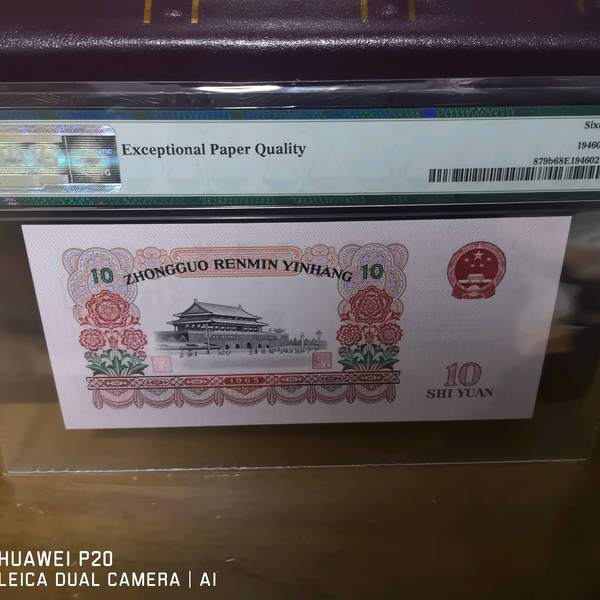 Exceptional Paper Quality
Six
19460
879b68E194602
10 ZHONGGUO RENMIN YINHANG 10
1965
10
SHI YUAN
HUAWEI P20
LEICA DUAL CAMERA | AI